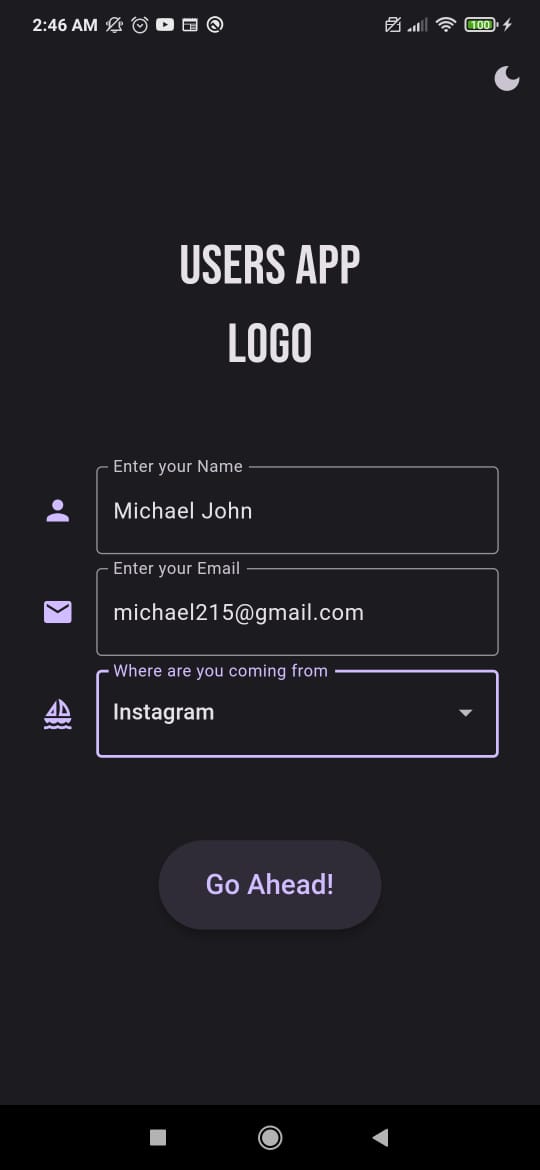 2:46 AM
100
USERS APP
LOGO
Enter your Name
Michael John
Enter your Email
michael215@gmail.com
Where are you coming from
Instagram
Go Ahead!